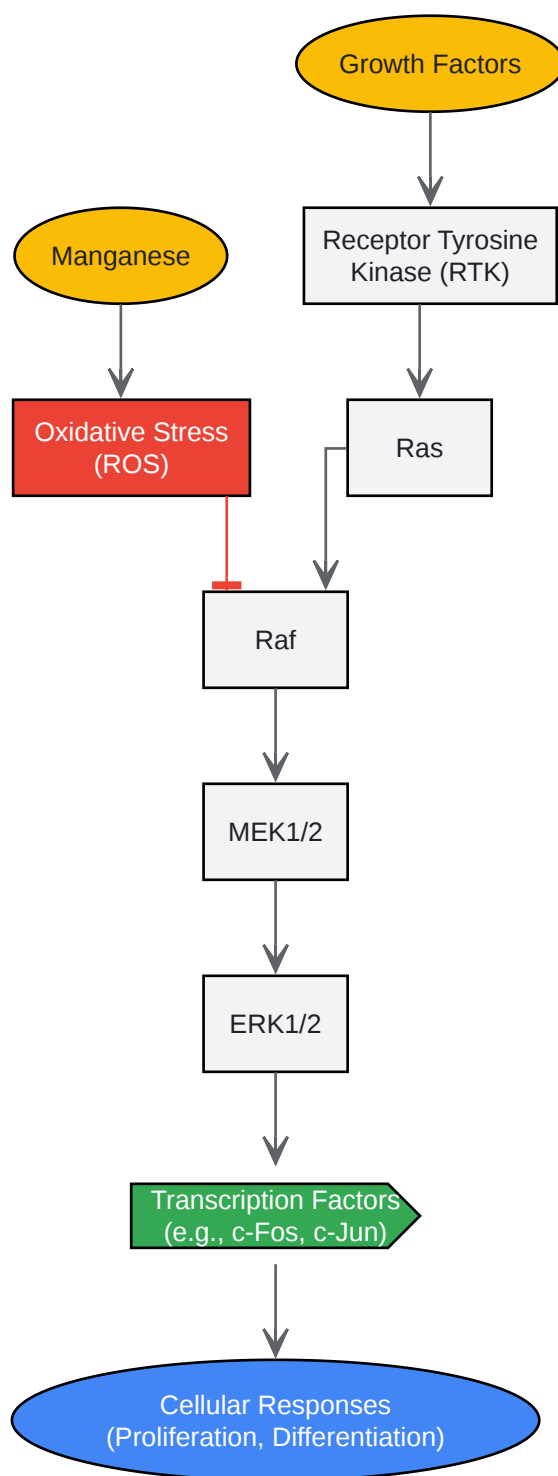 Growth Factors
Manganese
Receptor Tyrosine
Kinase (RTK)
Oxidative Stress
(ROS)
Ras
Raf
MEK1/2
ERK1/2
Transcription Factors
(e.g., c-Fos, c-Jun)
Cellular Responses
(Proliferation, Differentiation)